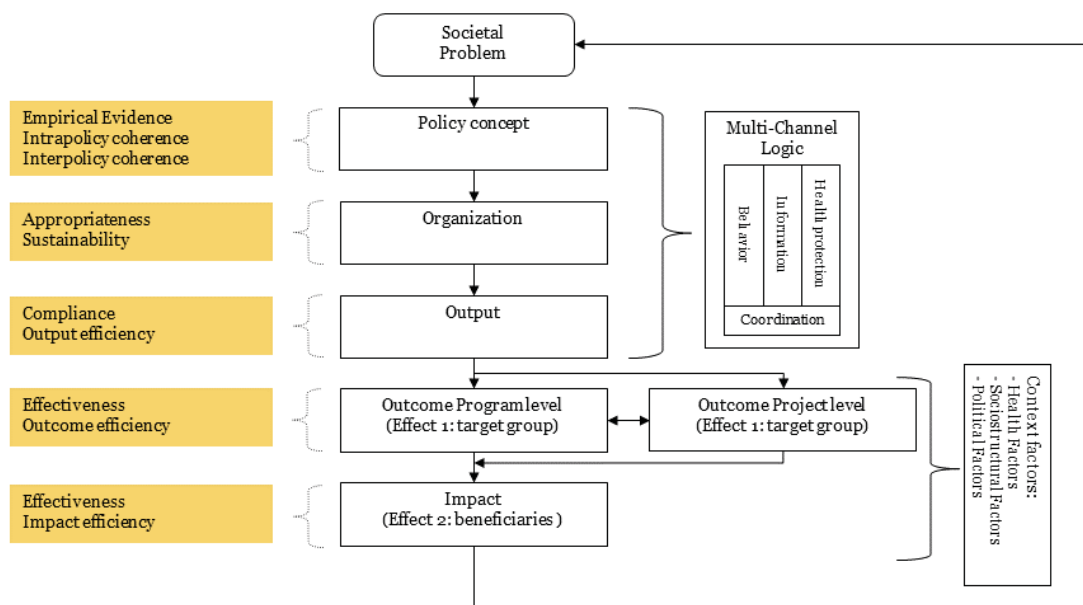 Societal
Problem
Empirical Evidence
Intrapolicy coherence
Interpolicy coherence
Policy concept
Multi-Channel
Logic
Behavior
Information
Health protection
Coordination
Appropriateness
Sustainability
Organization
Compliance
Output efficiency
Output
Effectiveness
Outcome efficiency
Outcome Program level
(Effect 1: target group)
Outcome Project level
(Effect 1: target group)
Context factors:
- Health Factors
- Sociostructural Factors
- Political Factors
Effectiveness
Impact efficiency
Impact
(Effect 2: beneficiaries )